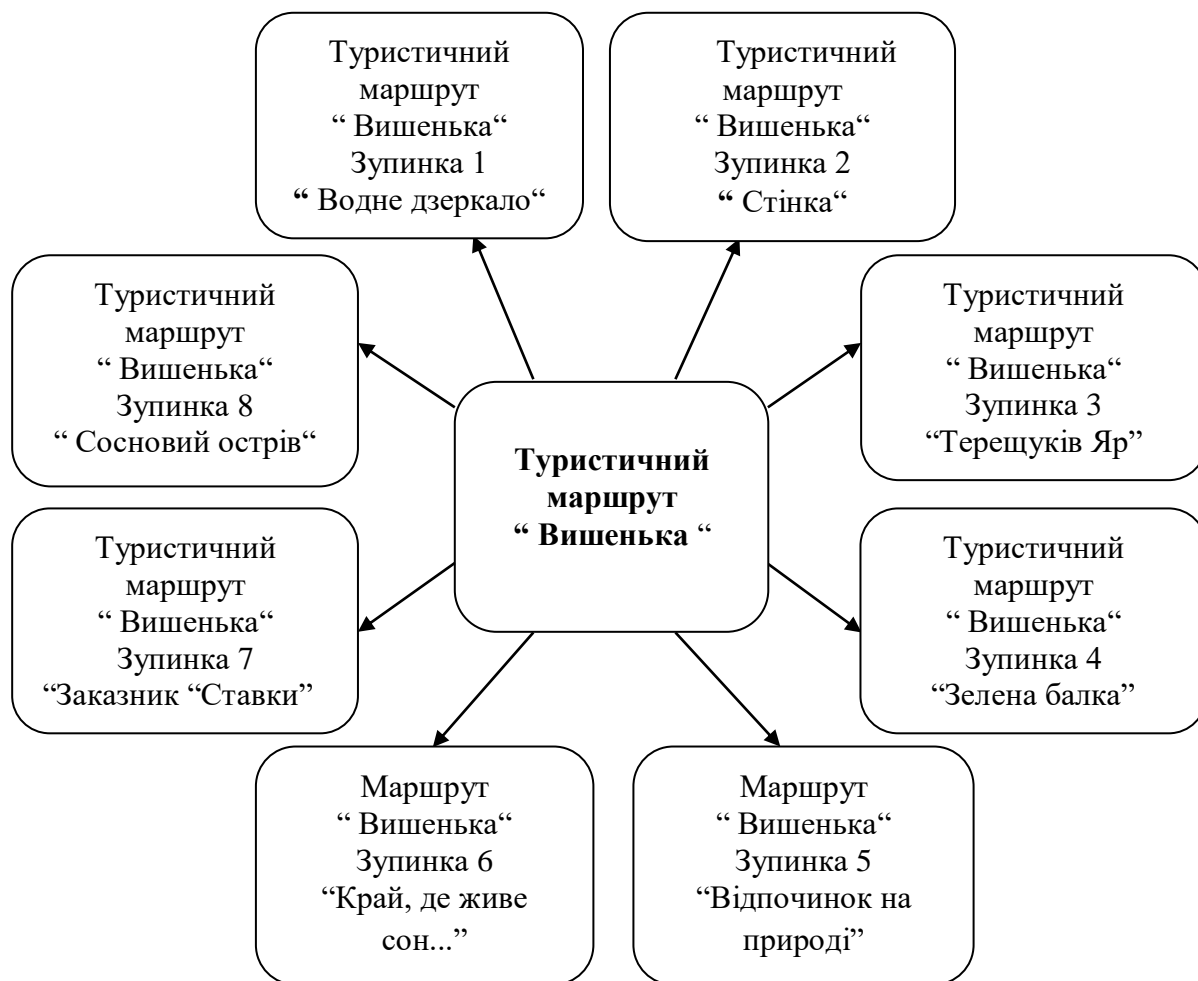 Туристичний
маршрут
“ Вишенька“
Зупинка 1
“ Водне дзеркало“
Туристичний
маршрут
“ Вишенька“
Зупинка 2
“ Стінка“
Туристичний
маршрут
“ Вишенька“
Зупинка 8
“ Сосновий острів“
Туристичний
маршрут
“ Вишенька“
Зупинка 3
“Терещуків Яр”
Туристичний
маршрут
“ Вишенька “
Туристичний
маршрут
“ Вишенька“
Зупинка 7
“Заказник “Ставки”
Туристичний
маршрут
“ Вишенька“
Зупинка 4
“Зелена балка”
Маршрут
“ Вишенька“
Зупинка 6
“Край, де живе
сон...”
Маршрут
“ Вишенька“
Зупинка 5
“Відпочинок на
природі”